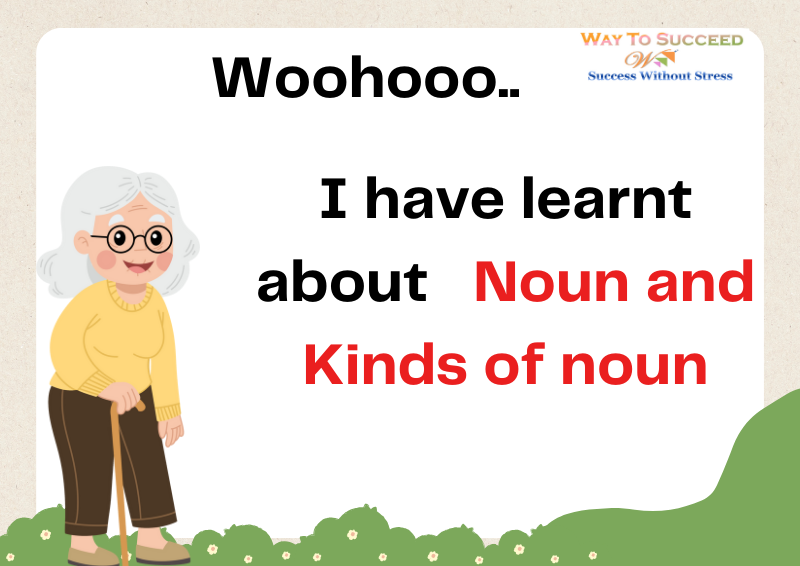 Woohooo..
WAY TO SUCCEED
Success Without Stress
I have learnt
about Noun and
Kinds of noun